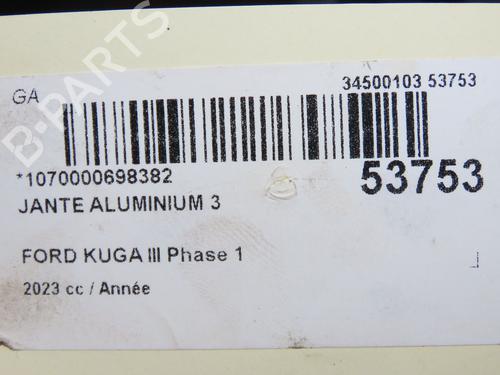 GA
34500103 53753
*1070000698382
53753
JANTE ALUMINIUM 3
FORD KUGA III Phase 1
2023 cc / Année
B-PARTS